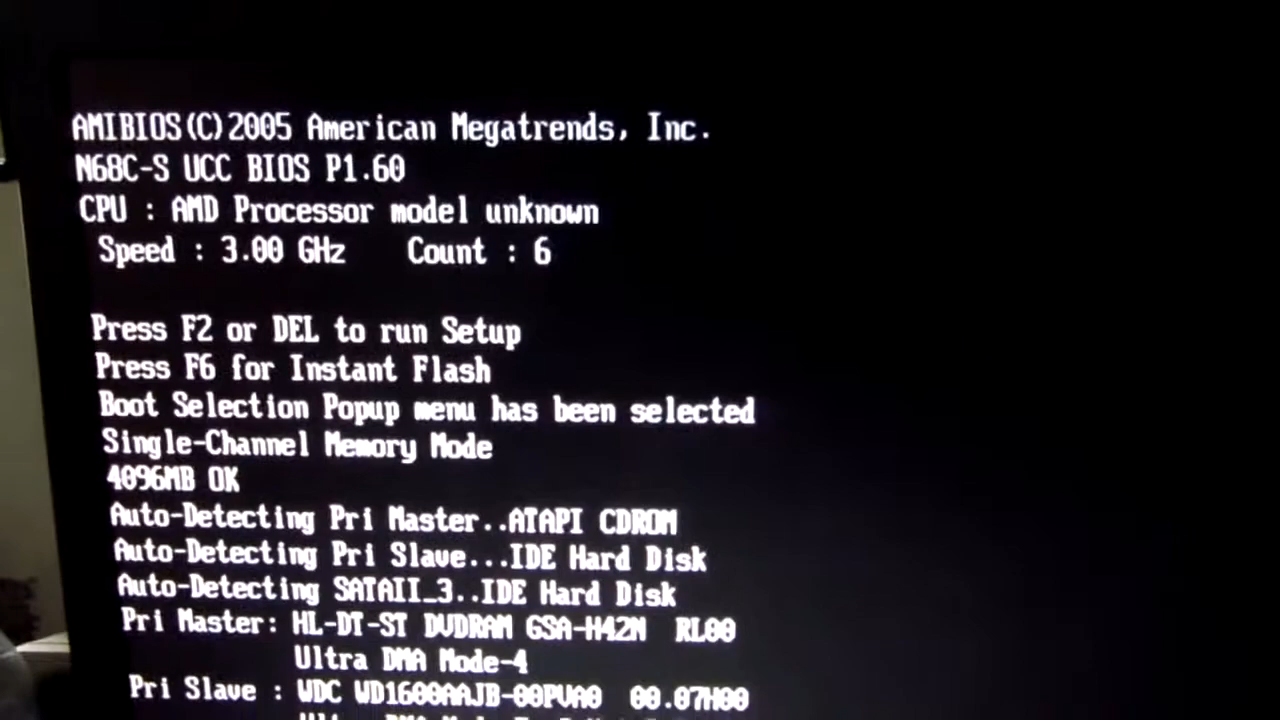 AMIBIOS(C)2005 American Megatrends, Inc.
N68C-S UCC BIOS P1.60
CPU : AMD Processor model unknown
Speed : 3.00 GHz Count : 6
Press F2 or DEL to run Setup
Press F6 for Instant Flash
Boot Selection Popup menu has been selected
Single-Channel Memory Mode
4096MB OK
Auto-Detecting Pri Master..ATAPI CDROM
Auto-Detecting Pri Slave...IDE Hard Disk
Auto-Detecting SATAII_3..IDE Hard Disk
Pri Master: HL-DT-ST DVDRAM GSA-H42N RL00
Ultra DMA Mode-4
Pri Slave : WDC WD1600AAJB-00PVA0 00.07H00